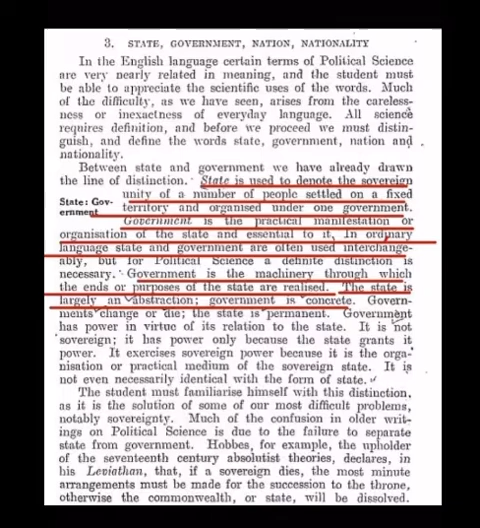 3. STATE, GOVERNMENT, NATION, NATIONALITY
In the English language certain terms of Political Science
are very nearly related in meaning, and the student must
be able to appreciate the scientific uses of the words. Much
of the difficulty, as we have seen, arises from the careless-
ness or inexactness of everyday language. All science
requires definition, and before we proceed we must distin-
guish, and define the words state, government, nation and
nationality.
Between state and government we have already drawn
the line of distinction. State is used to denote the sovereign
State: Gov-
ernment
unity of a number of people settled on a fixed
territory and organised under one government.
Government is the practical manifestation or
organisation of the state and essential to it. In ordinary
language state and government are often used interchange-
ably, but for Political Science a definite distinction is
necessary. Government is the machinery through which
the ends or purposes of the state are realised. The state is
largely an abstraction; government is concrete. Govern-
ments change or die; the state is permanent. Government
has power in virtue of its relation to the state. It is not
sovereign; it has power only because the state grants it
power. It exercises sovereign power because it is the orga-
nisation or practical medium of the sovereign state. It is
not even necessarily identical with the form of state.
The student must familiarise himself with this distinction,
as it is the solution of some of our most difficult problems,
notably sovereignty. Much of the confusion in older writ-
ings on Political Science is due to the failure to separate
state from government. Hobbes, for example, the upholder
of the seventeenth century absolutist theories, declares, in
his Leviathan, that, if a sovereign dies, the most minute
arrangements must be made for the succession to the throne,
otherwise the commonwealth, or state, will be dissolved.